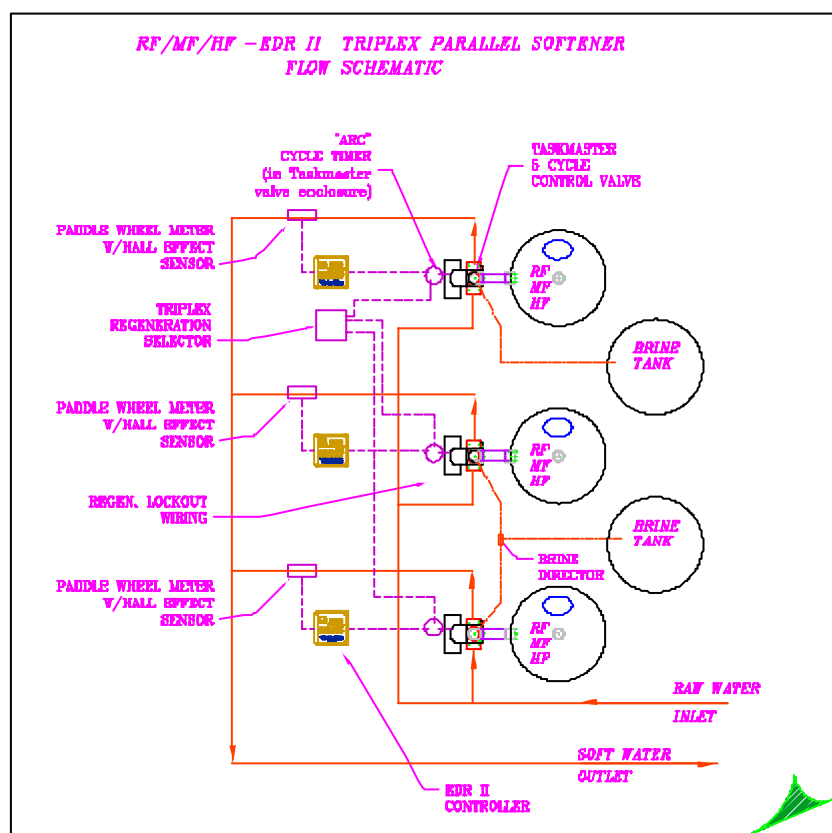 RF/MF/HF - EDR II TRIPLEX PARALLEL SOFTENER
FLOW SCHEMATIC
"ARC"
CYCLE TIMER
(in Taskmaster
valve enclosure)
TASKMASTER
& CYCLE
CONTROL VALVE
PADDLE WHEEL METER
W/HALL EFFECT
SENSOR
RF
MF
HF
TRIPLEX
REGENERATION
SELECTOR
BRINE
TANK
PADDLE WHEEL METER
W/HALL EFFECT
SENSOR
RF
MF
HF
REGEN. LOCKOUT
WIRING
BRINE
TANK
BRINE
DIRECTOR
PADDLE WHEEL METER
W/HALL EFFECT
SENSOR
RF
MF
HF
RAW WATER
INLET
SOFT WATER
OUTLET
EDR II
CONTROLLER